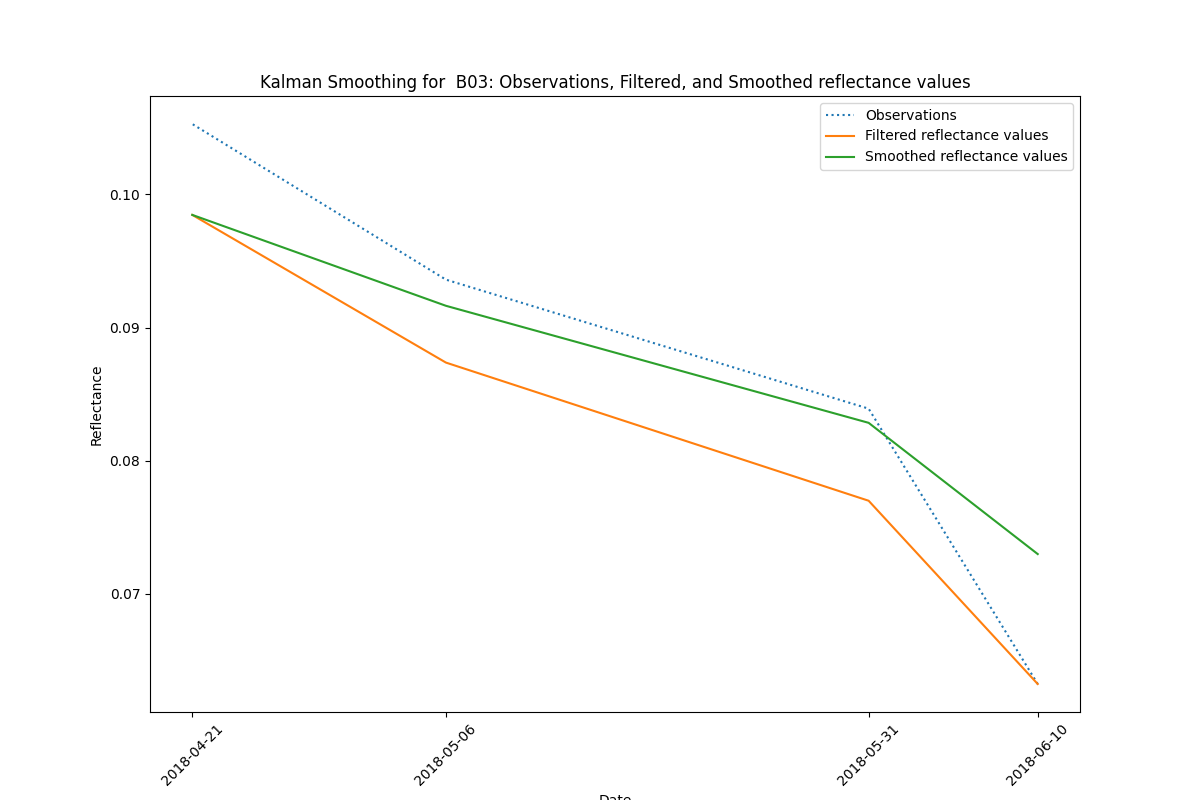 Kalman Smoothing for  B03: Observations, Filtered, and Smoothed reflectance values
Observations
Filtered reflectance values
Smoothed reflectance values
0.10
0.09
0.08
0.07
Reflectance
2018-04-21
2018-05-06
2018-05-31
2018-06-10
Date